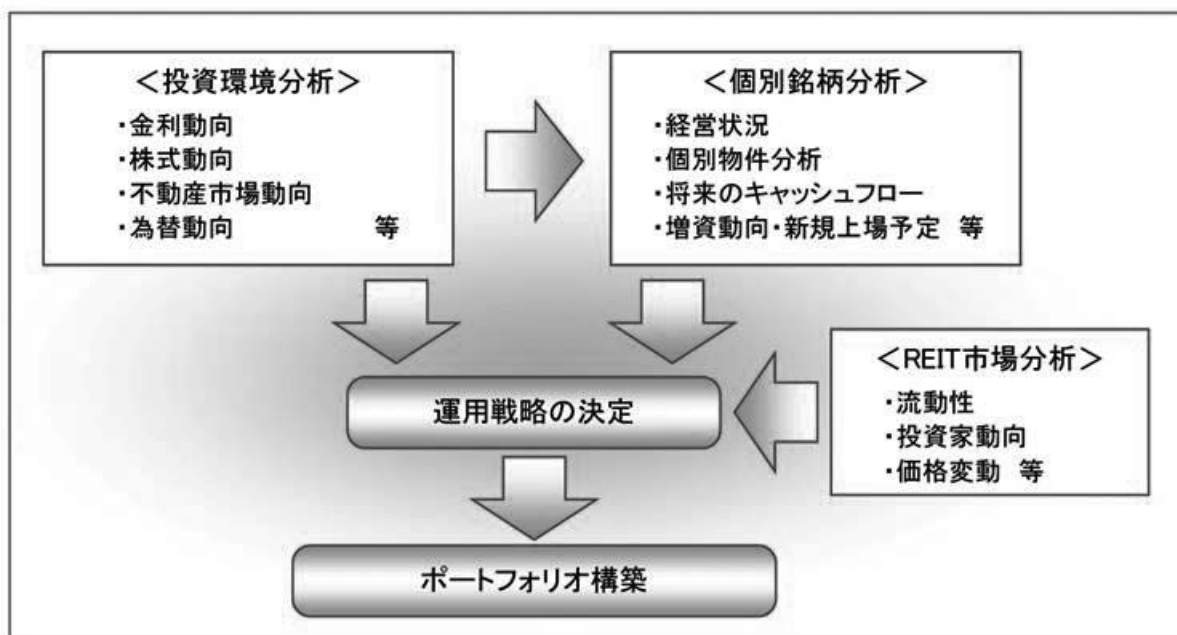 ＜投資環境分析＞
・金利動向
・株式動向
・不動産市場動向
・為替動向　　　　　等
＜個別銘柄分析＞
・経営状況
・個別物件分析
・将来のキャッシュフロー
・増資動向・新規上場予定　等
＜REIT市場分析＞
・流動性
・投資家動向
・価格変動　等
運用戦略の決定
ポートフォリオ構築